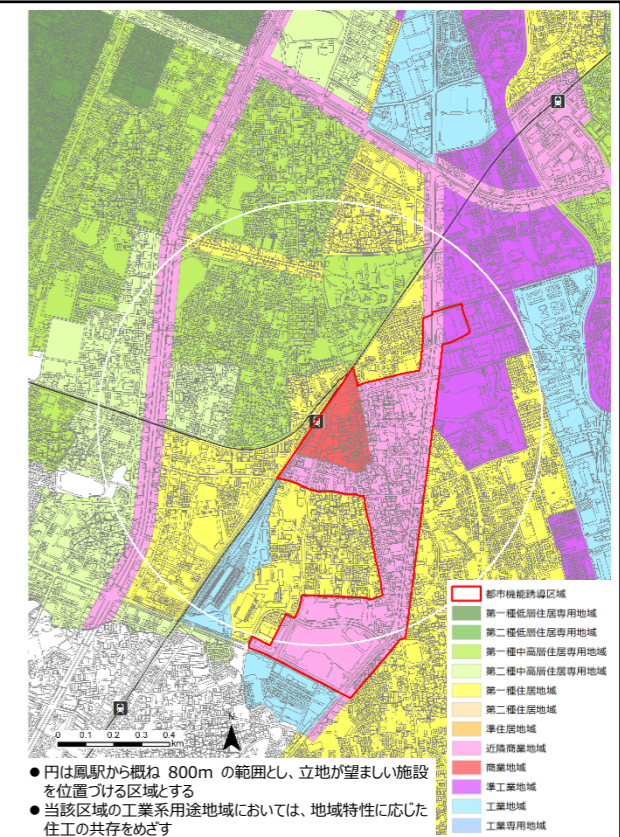 都市機能誘導区域
第一種低層住居専用地域
第二種低層住居専用地域
第一種中高層住居専用地域
第二種中高層住居専用地域
第一種住居地域
第二種住居地域
準住居地域
近隣商業地域
商業地域
準工業地域
工業地域
工業専用地域
N
0 0.1 0.2 0.3 0.4
km
● 円は鳳駅から概ね 800m の範囲とし、立地が望ましい施設
を位置づける区域とする
● 当該区域の工業系用途地域においては、地域特性に応じた
住工の共存をめざす